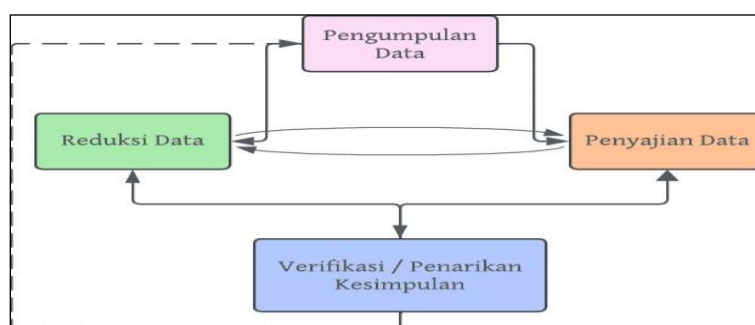 Pengumpulan
Data
Reduksi Data
Penyajian Data
Verifikasi / Penarikan
Kesimpulan